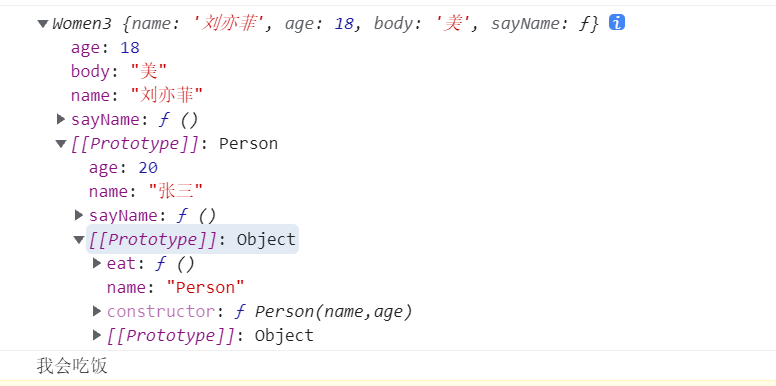 Women3 {name: '刘亦菲', age: 18, body: '美', sayName: ƒ} i
age: 18
body: "美"
name: "刘亦菲"
sayName: ƒ ()
[[Prototype]]: Person
age: 20
name: "张三"
sayName: ƒ ()
[[Prototype]]: Object
eat: ƒ ()
name: "Person"
constructor: ƒ Person(name,age)
[[Prototype]]: Object
我会吃饭